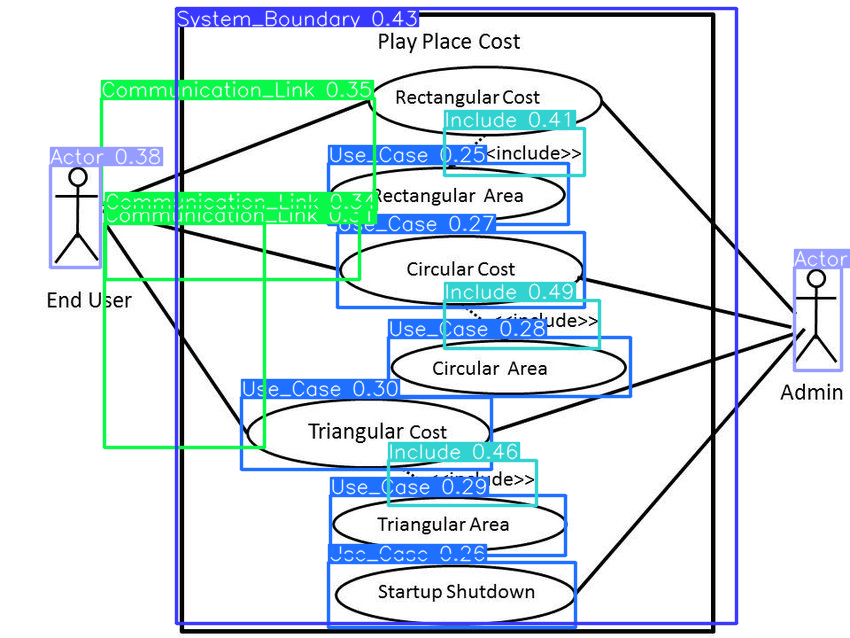 System_Boundary 0.43
Play Place Cost
Communication_Link 0.35
Rectangular Cost
Include 0.41
<include>>
Actor 0.38
Use_Case 0.25
Rectangular Area
Communication_Link 0.34
Communication_Link 0.31
Use_Case 0.27
Circular Cost
Actor
End User
Include 0.49
<<include>>
Use_Case 0.28
Circular Area
Admin
Use_Case 0.30
Triangular Cost
Include 0.46
<<include>>
Use_Case 0.29
Triangular Area
Use_Case 0.26
Startup Shutdown